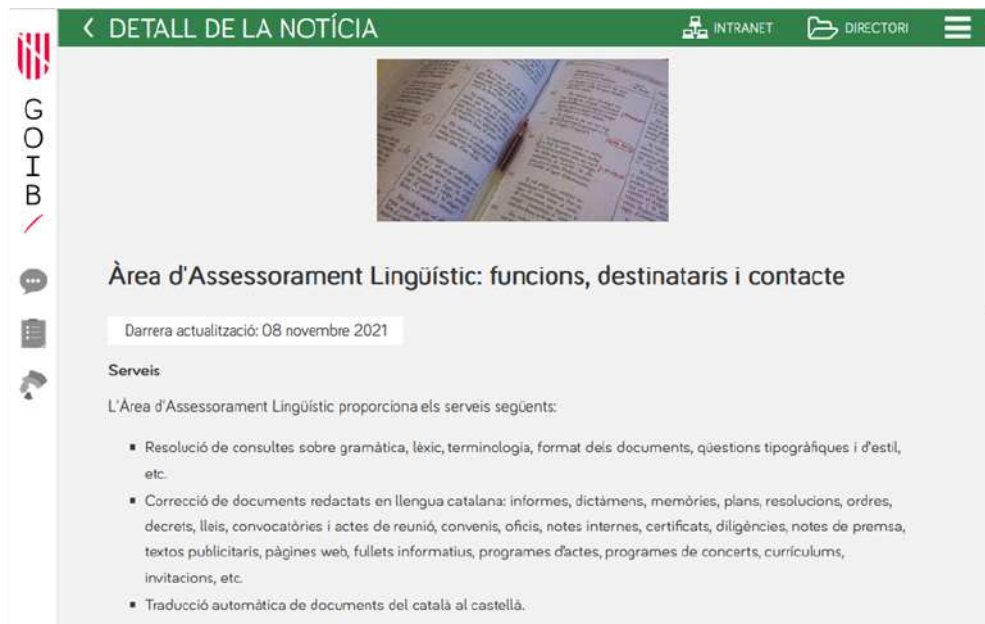 DETALL DE LA NOTÍCIA
INTRANET
DIRECTORI
G
O
I
B
Àrea d'Assessorament Lingüístic: funcions, destinataris i contacte
Darrera actualització: 08 novembre 2021
Serveis
L'Àrea d'Assessorament Lingüístic proporciona els serveis següents:
▪ Resolució de consultes sobre gramàtica, lèxic, terminologia, format dels documents, qüestions tipogràfiques i d'estil,
etc.
▪ Correcció de documents redactats en llengua catalana: informes, dictàmens, memòries, plans, resolucions, ordres,
decrets, lleis, convocatòries i actes de reunió, convenis, oficis, notes internes, certificats, diligències, notes de premsa,
textos publicitaris, pàgines web, fullets informatius, programes d'actes, programes de concerts, currículums,
invitacions, etc.
▪ Traducció automàtica de documents del català al castellà.